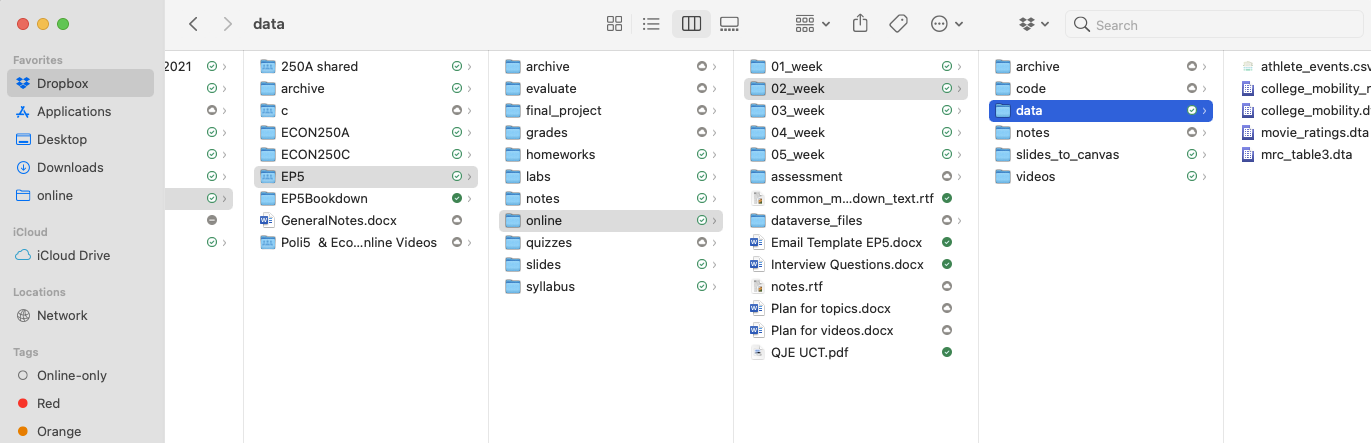 data
Search
Favorites
Dropbox
Applications
Desktop
Downloads
online
iCloud
iCloud Drive
Locations
Network
Tags
Online-only
Red
Orange
2021
250A shared
archive
c
ECON250A
ECON250C
EP5
EP5Bookdown
GeneralNotes.docx
Poli5 & Eco...nline Videos
archive
evaluate
final_project
grades
homeworks
labs
notes
online
quizzes
slides
syllabus
01_week
02_week
03_week
04_week
05_week
assessment
common_m...down_text.rtf
dataverse_files
Email Template EP5.docx
Interview Questions.docx
notes.rtf
Plan for topics.docx
Plan for videos.docx
QJE UCT.pdf
archive
code
data
notes
slides_to_canvas
videos
athlete_events.csv
college_mobility_r
college_mobility.d
movie_ratings.dta
mrc_table3.dta